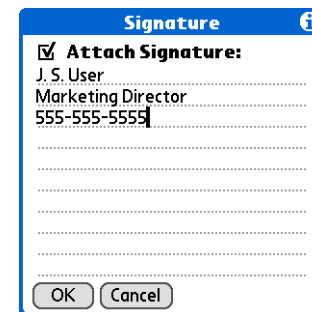 Signature
Attach Signature:
J. S. User
Marketing Director
555-555-5555
OK Cancel